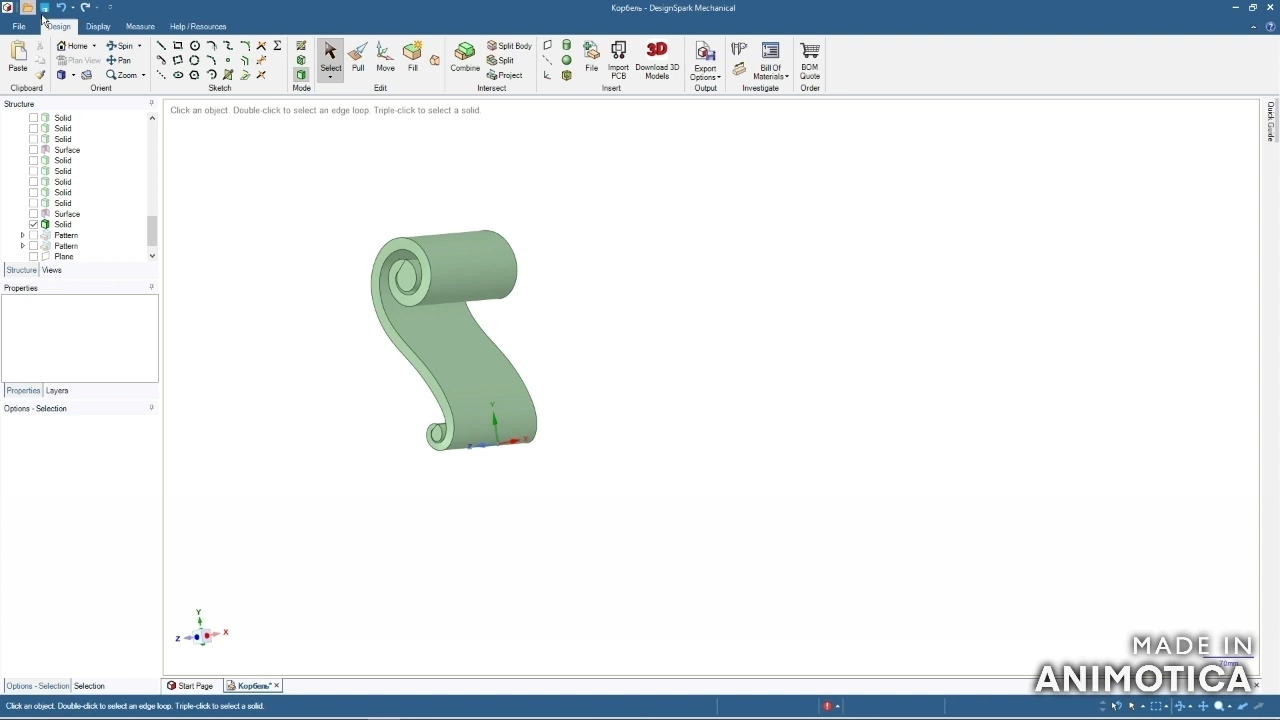 Корбель - DesignSpark Mechanical
File Design Display Measure Help / Resources
Paste
Clipboard
Home Spin
Plan View Pan
Zoom
Orient
Sketch
Mode
Select Pull Move Fill
Edit
Combine
Split Body
Split
Project
Intersect
File
Import PCB
Download 3D Models
3D
Insert
Export Options
Output
Bill Of Materials
Investigate
BOM Quote
Order
Structure
Solid
Solid
Solid
Surface
Solid
Solid
Solid
Solid
Solid
Surface
Solid
Pattern
Pattern
Plane
Structure Views
Properties
Properties Layers
Options - Selection
Options - Selection Selection
Click an object. Double-click to select an edge loop. Triple-click to select a solid.
Quick Guide
Y
Z X
Y
Z X
70mm
MADE IN
ANIMOTICA
Start Page Корбель*
Click an object. Double-click to select an edge loop. Triple-click to select a solid.